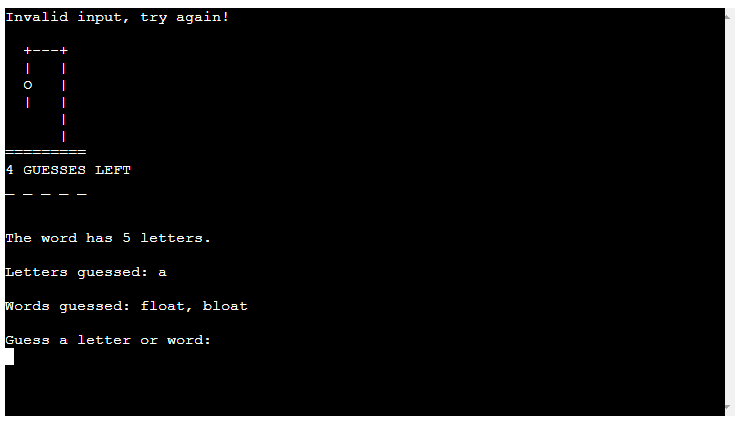 Invalid input, try again!
  +---+
  |   |
  O   |
  |   |
      |
      |
=========
4 GUESSES LEFT
_ _ _ _ _
The word has 5 letters.
Letters guessed: a
Words guessed: float, bloat
Guess a letter or word: